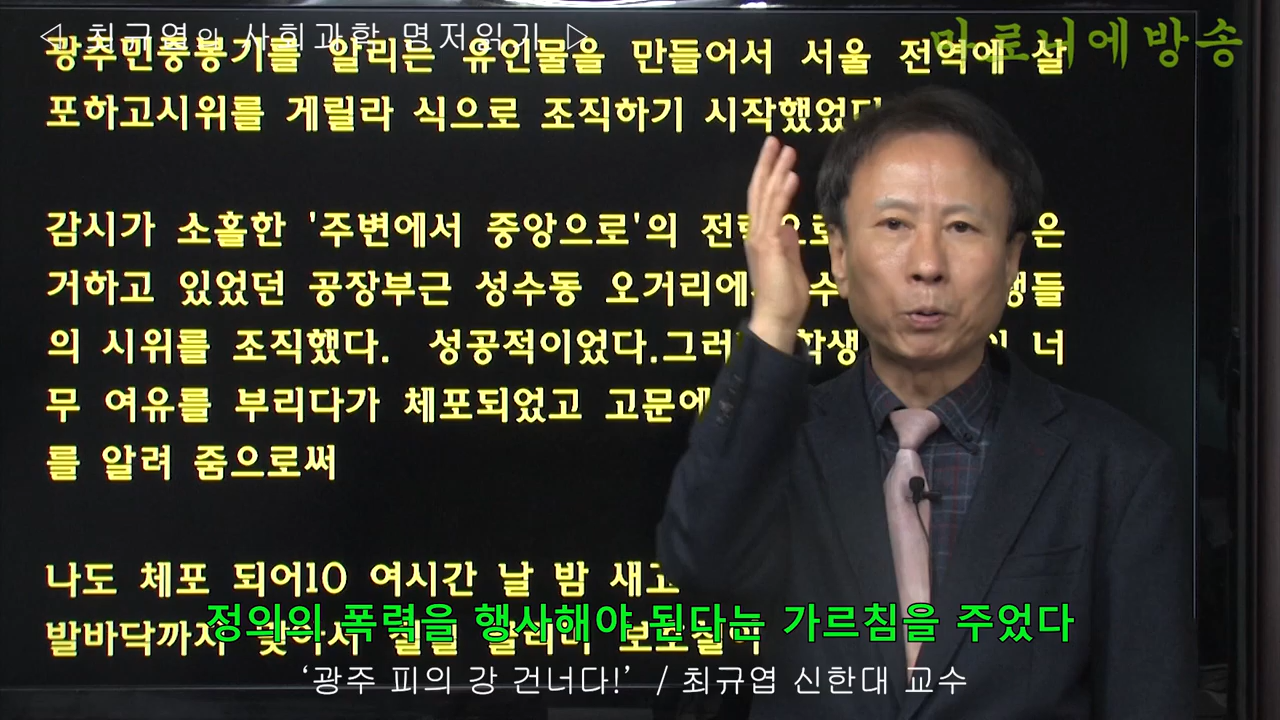 ◁ 최규엽의 사회과학 명저읽기 ▷
마로니에방송
광주민중봉기를 알리는 유인물을 만들어서 서울 전역에 살
포하고시위를 게릴라 식으로 조직하기 시작했었다
감시가 소홀한 '주변에서 중앙으로'의 은
거하고 있었던 공장부근 성수동 오거리에
의 시위를 조직했다. 성공적이었다.그러 너
무 여유를 부리다가 체포되었고
를 알려 줌으로써
나도 체포 되어10 여시간 날 밤 새고
발바닥까지
정의의 폭력을 행사해야 된다는 가르침을 주었다
‘광주 피의 강 건너다!’ / 최규엽 신한대 교수